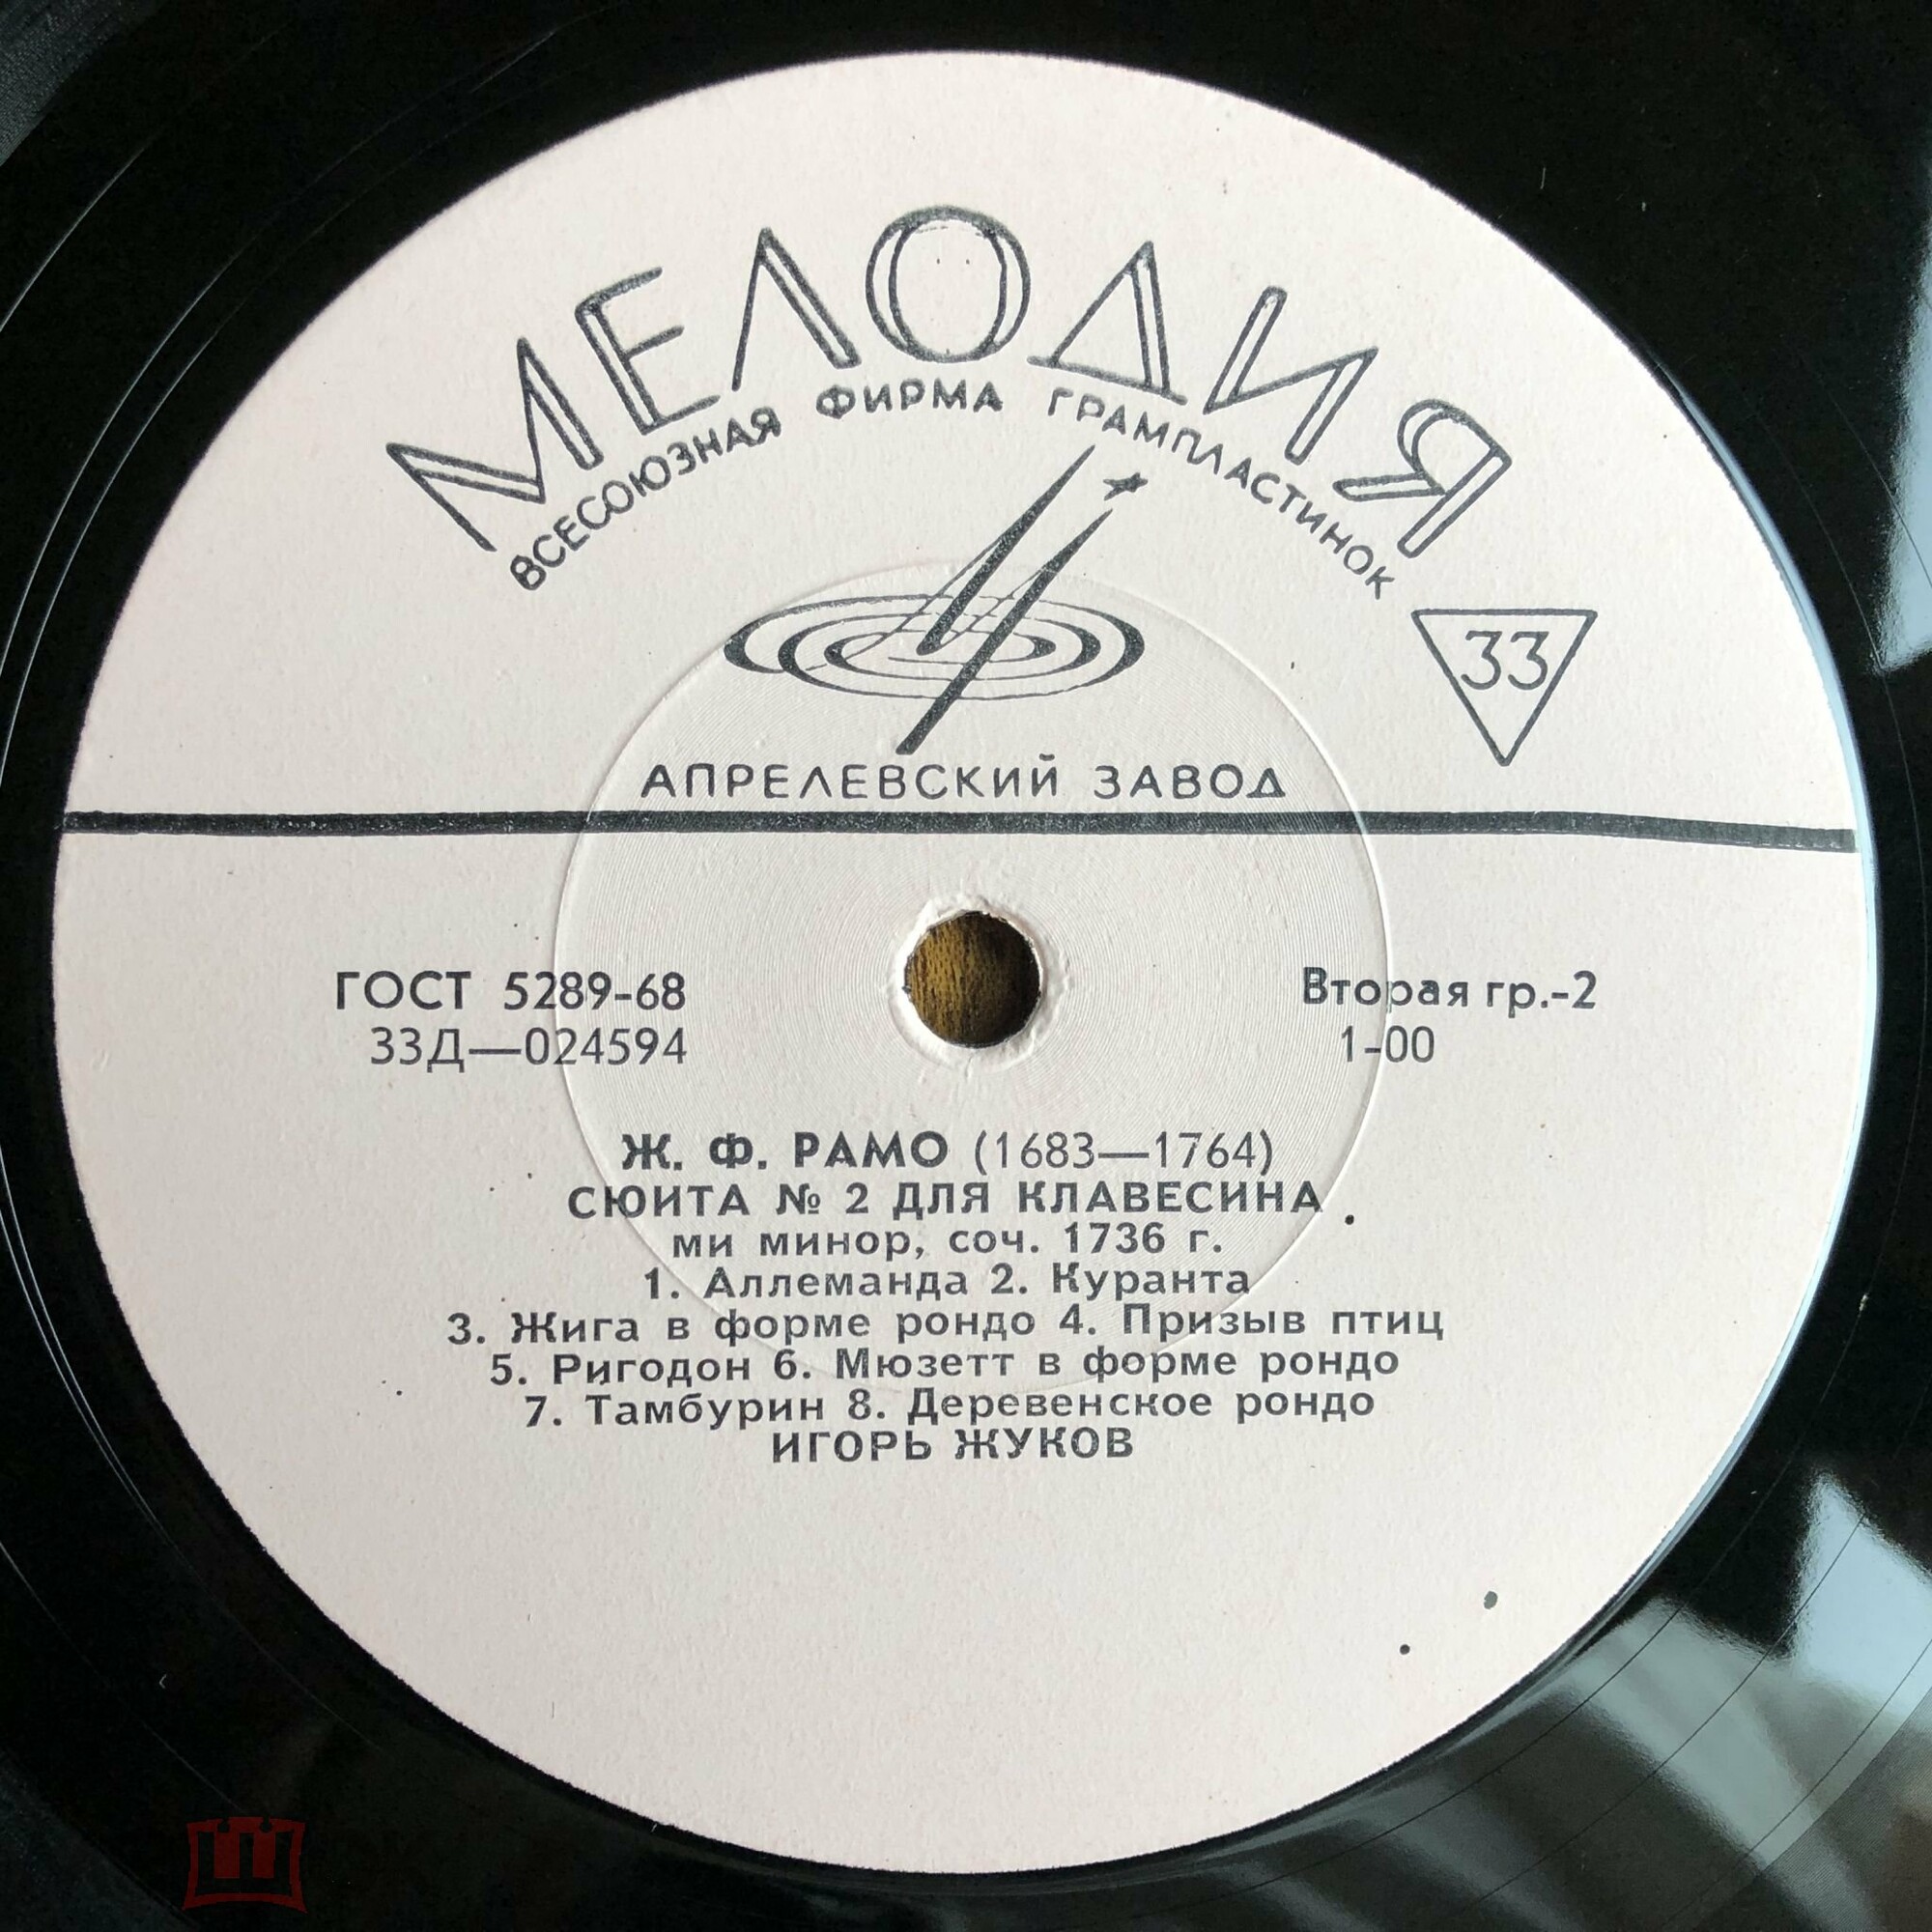 МЕЛОДИЯ
ВСЕСОЮЗНАЯ ФИРМА ГРАМПЛАСТИНОК
33
АПРЕЛЕВСКИЙ ЗАВОД
ГОСТ 5289-68
Вторая гр.-2
33Д—024594
1-00
Ж. Ф. РАМО (1683—1764)
СЮИТА № 2 ДЛЯ КЛАВЕСИНА
ми минор, соч. 1736 г.
1. Аллеманда 2. Куранта
3. Жига в форме рондо 4. Призыв птиц
5. Ригодон 6. Мюзетт в форме рондо
7. Тамбурин 8. Деревенское рондо
ИГОРЬ ЖУКОВ